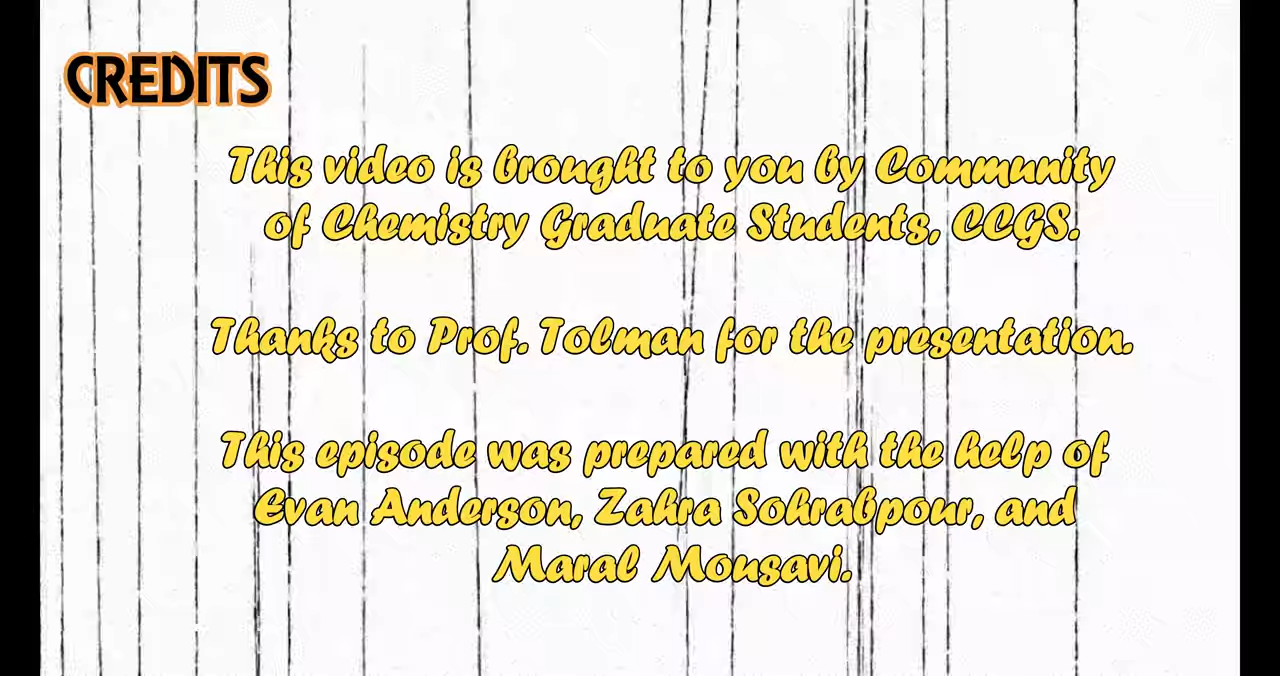 CREDITS
This video is brought to you by Community
of Chemistry Graduate Students, CCGS.
Thanks to Prof. Tolman for the presentation.
This episode was prepared with the help of
Evan Anderson, Zahra Sohrabpour, and
Maral Mousavi.